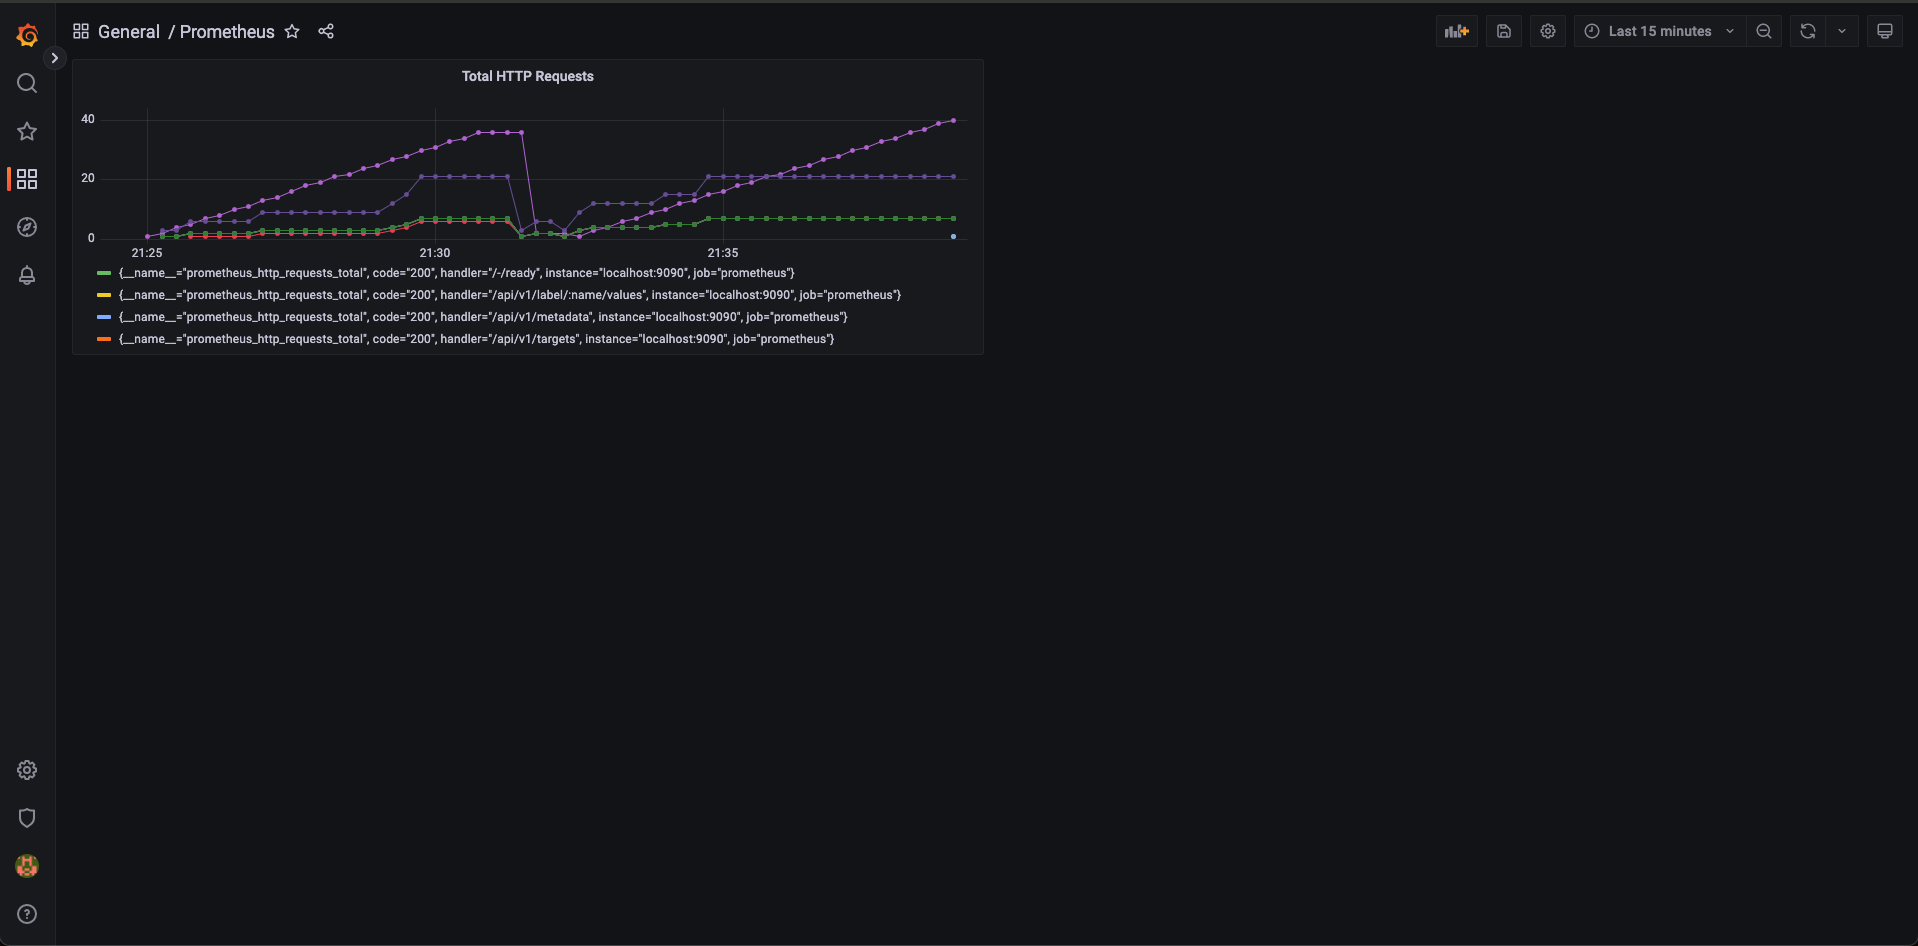 General / Prometheus
Last 15 minutes
Total HTTP Requests
40
20
0
21:25 21:30 21:35
{__name__="prometheus_http_requests_total", code="200", handler="/-/ready", instance="localhost:9090", job="prometheus"}
{__name__="prometheus_http_requests_total", code="200", handler="/api/v1/label/:name/values", instance="localhost:9090", job="prometheus"}
{__name__="prometheus_http_requests_total", code="200", handler="/api/v1/metadata", instance="localhost:9090", job="prometheus"}
{__name__="prometheus_http_requests_total", code="200", handler="/api/v1/targets", instance="localhost:9090", job="prometheus"}